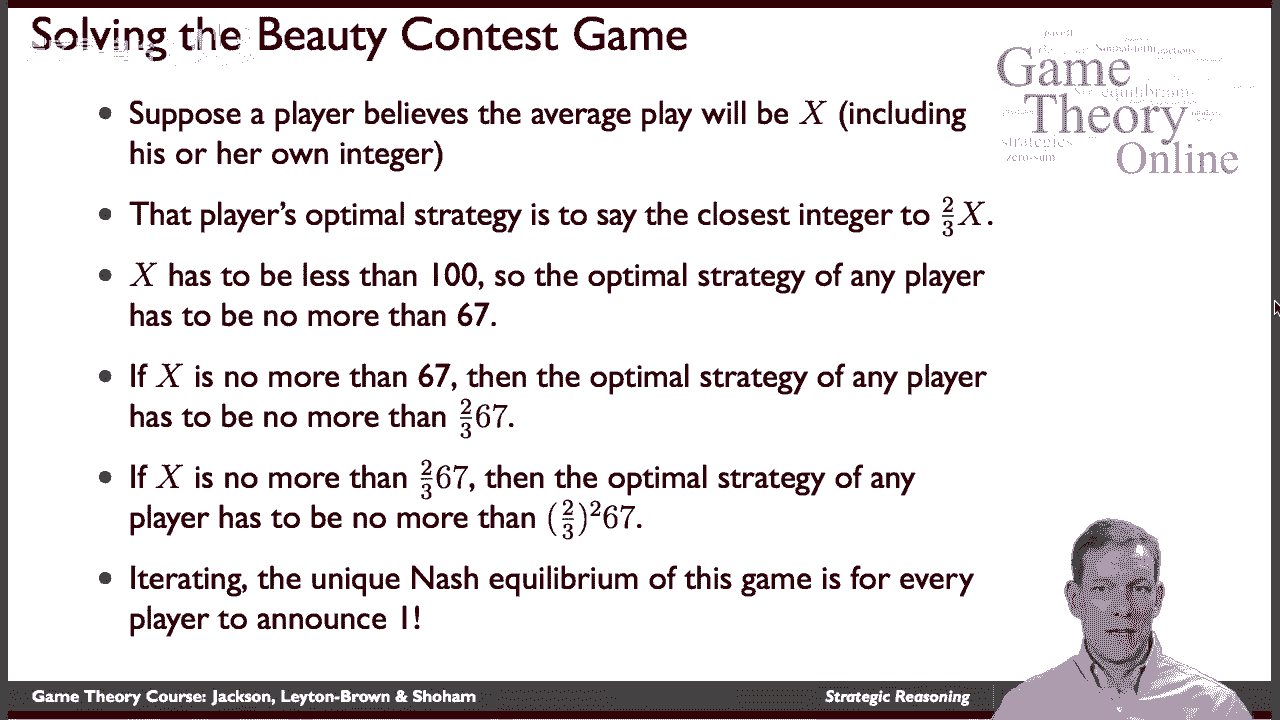 Solving the Beauty Contest Game
Game
Theory
Online
equilibrium
strategies
zero-sum
• Suppose a player believes the average play will be X (including
his or her own integer)
• That player's optimal strategy is to say the closest integer to 2/3 X.
• X has to be less than 100, so the optimal strategy of any player
has to be no more than 67.
• If X is no more than 67, then the optimal strategy of any player
has to be no more than 2/3 67.
• If X is no more than 2/3 67, then the optimal strategy of any
player has to be no more than (2/3)²67.
• Iterating, the unique Nash equilibrium of this game is for every
player to announce 1!
Game Theory Course: Jackson, Leyton-Brown & Shoham
Strategic Reasoning